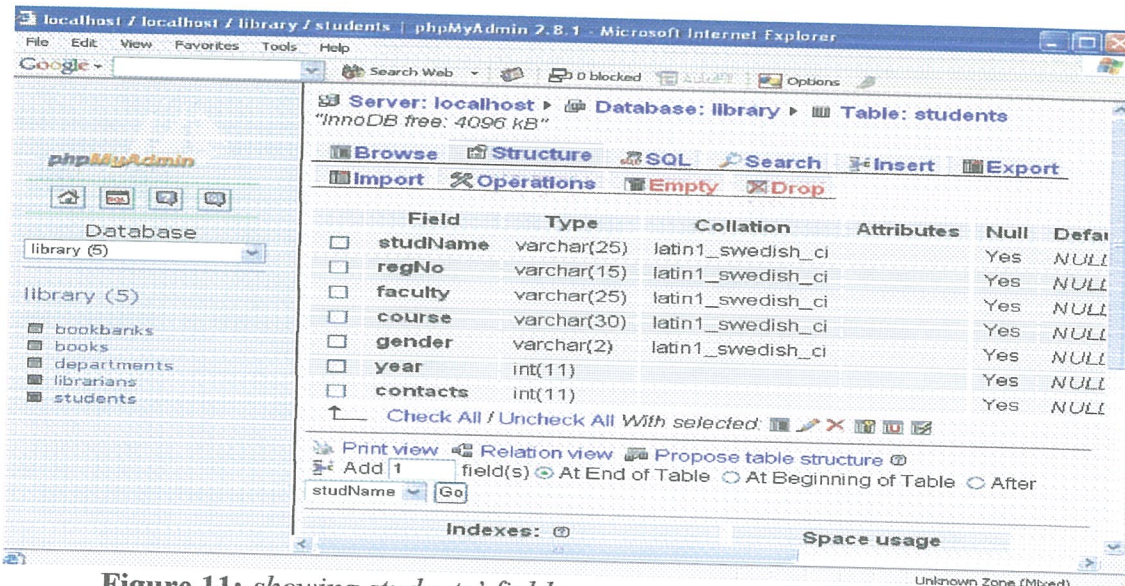 localhost / localhost / library / students | phpMyAdmin 2.8.1 - Microsoft Internet Explorer
File Edit View Favorites Tools Help
Google - Search Web 0 blocked Options
phpMyAdmin
SQL
Database
library (5)
library (5)
bookbanks
books
departments
librarians
students
Server: localhost Database: library Table: students
"InnoDB free: 4096 kB"
Browse Structure SQL Search Insert Export
Import Operations Empty Drop
Field Type Collation Attributes Null Defau
studName varchar(25) latin1_swedish_ci Yes NULL
regNo varchar(15) latin1_swedish_ci Yes NULL
faculty varchar(25) latin1_swedish_ci Yes NULL
course varchar(30) latin1_swedish_ci Yes NULL
gender varchar(2) latin1_swedish_ci Yes NULL
year int(11) Yes NULL
contacts int(11) Yes NULL
Check All / Uncheck All With selected:
Print view Relation view Propose table structure
Add 1 field(s) At End of Table At Beginning of Table After
studName Go
Indexes: Space usage
Unknown Zone (Mixed)
Figure 11: showing students' field